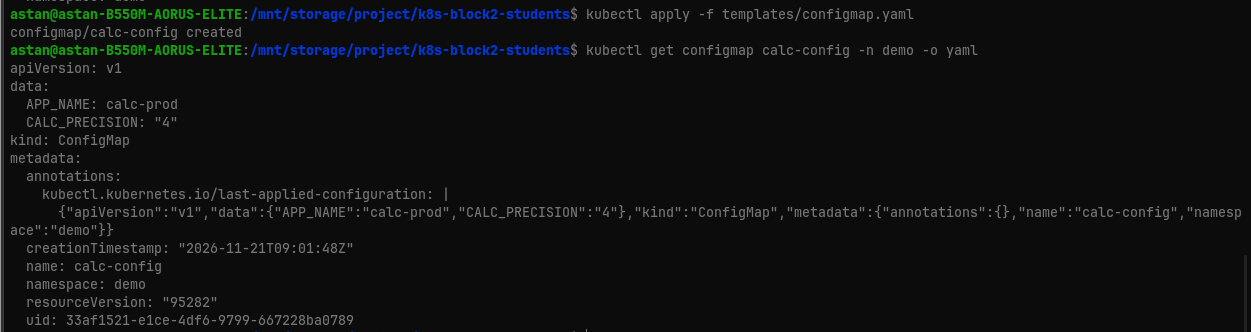 astan@astan-B550M-AORUS-ELITE:/mnt/storage/project/k8s-block2-students$ kubectl apply -f templates/configmap.yaml
configmap/calc-config created
astan@astan-B550M-AORUS-ELITE:/mnt/storage/project/k8s-block2-students$ kubectl get configmap calc-config -n demo -o yaml
apiVersion: v1
data:
  APP_NAME: calc-prod
  CALC_PRECISION: "4"
kind: ConfigMap
metadata:
  annotations:
    kubectl.kubernetes.io/last-applied-configuration: |
      {"apiVersion":"v1","data":{"APP_NAME":"calc-prod","CALC_PRECISION":"4"},"kind":"ConfigMap","metadata":{"annotations":{},"name":"calc-config","namesp
ace":"demo"}}
  creationTimestamp: "2026-11-21T09:01:48Z"
  name: calc-config
  namespace: demo
  resourceVersion: "95282"
  uid: 33af1521-e1ce-4df6-9799-667228ba0789